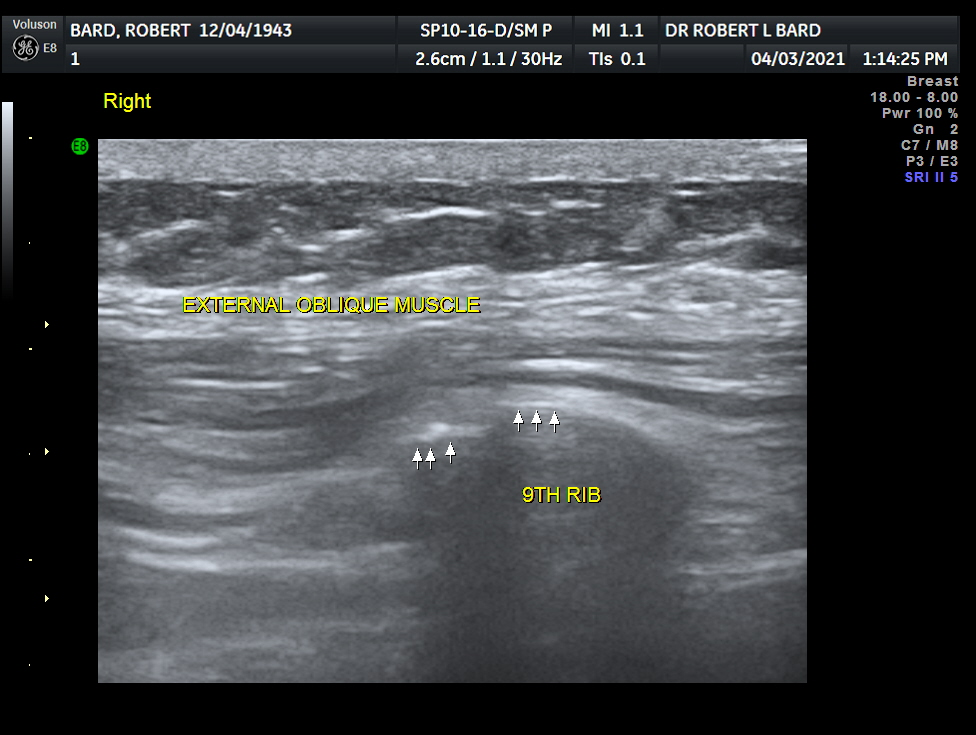 Voluson
E8
BARD, ROBERT 12/04/1943
SP10-16-D/SM P
MI 1.1
DR ROBERT L BARD
1
2.6cm / 1.1 / 30Hz
TIs 0.1
04/03/2021
1:14:25 PM
Right
E8
Breast
18.00 - 8.00
Pwr 100 %
Gn 2
C7 / M8
P3 / E3
SRI II 5
EXTERNAL OBLIQUE MUSCLE
9TH RIB